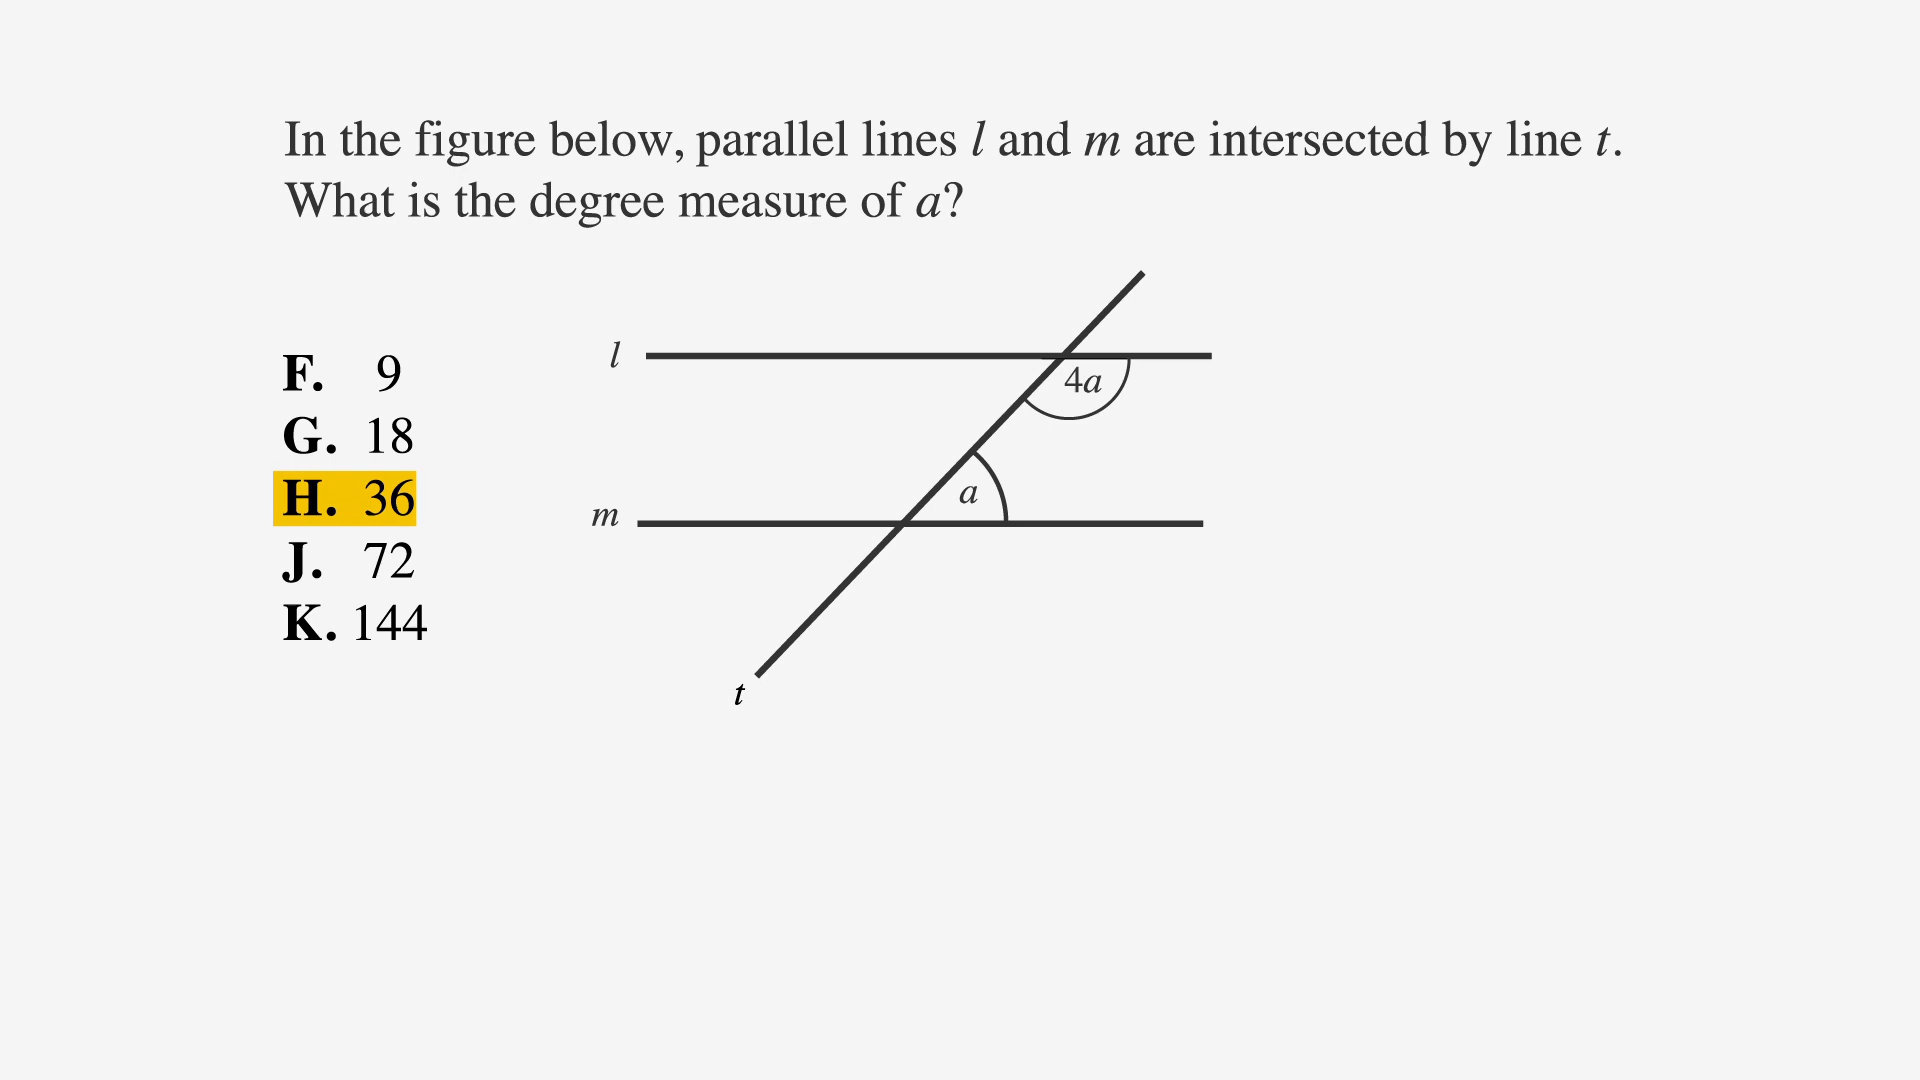 In the figure below, parallel lines l and m are intersected by line t.
What is the degree measure of a?
F. 9
G. 18
H. 36
J. 72
K. 144
l
4a
a
m
t